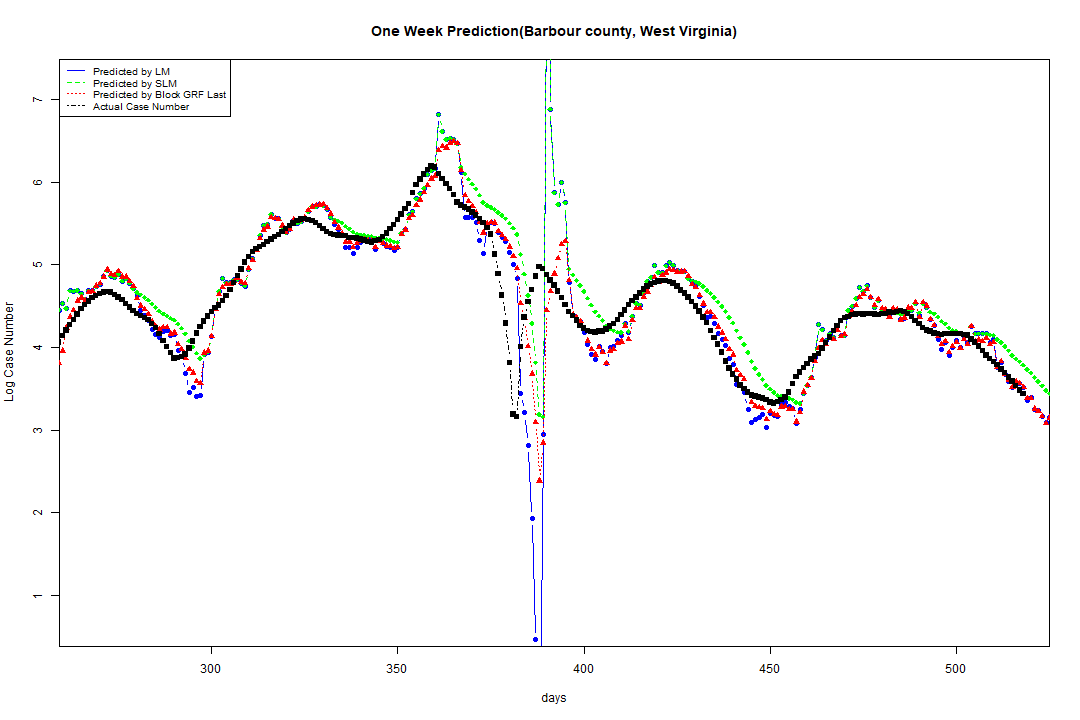 One Week Prediction(Barbour county, West Virginia)
Predicted by LM
Predicted by SLM
Predicted by Block GRF Last
Actual Case Number
7
6
5
4
3
2
1
Log Case Number
300 350 400 450 500
days